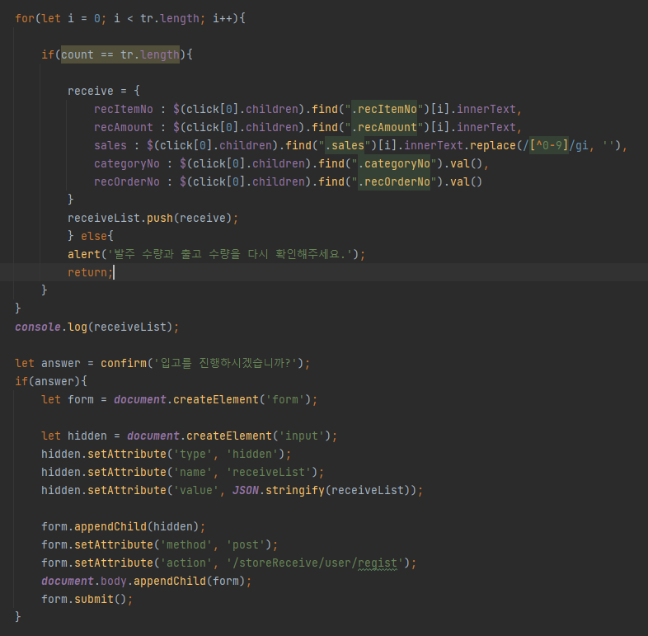 for(let i = 0; i < tr.length; i++){
if(count == tr.length){
receive = {
recItemNo : $(click[0].children).find(".recItemNo")[i].innerText,
recAmount : $(click[0].children).find(".recAmount")[i].innerText,
sales : $(click[0].children).find(".sales")[i].innerText.replace(/[^0-9]/gi, ''),
categoryNo : $(click[0].children).find(".categoryNo").val(),
recOrderNo : $(click[0].children).find(".recOrderNo").val()
}
receiveList.push(receive);
} else{
alert('발주 수량과 출고 수량을 다시 확인해주세요.');
return;
}
}
console.log(receiveList);
let answer = confirm('입고를 진행하시겠습니까?');
if(answer){
let form = document.createElement('form');
let hidden = document.createElement('input');
hidden.setAttribute('type', 'hidden');
hidden.setAttribute('name', 'receiveList');
hidden.setAttribute('value', JSON.stringify(receiveList));
form.appendChild(hidden);
form.setAttribute('method', 'post');
form.setAttribute('action', '/storeReceive/user/regist');
document.body.appendChild(form);
form.submit();
}